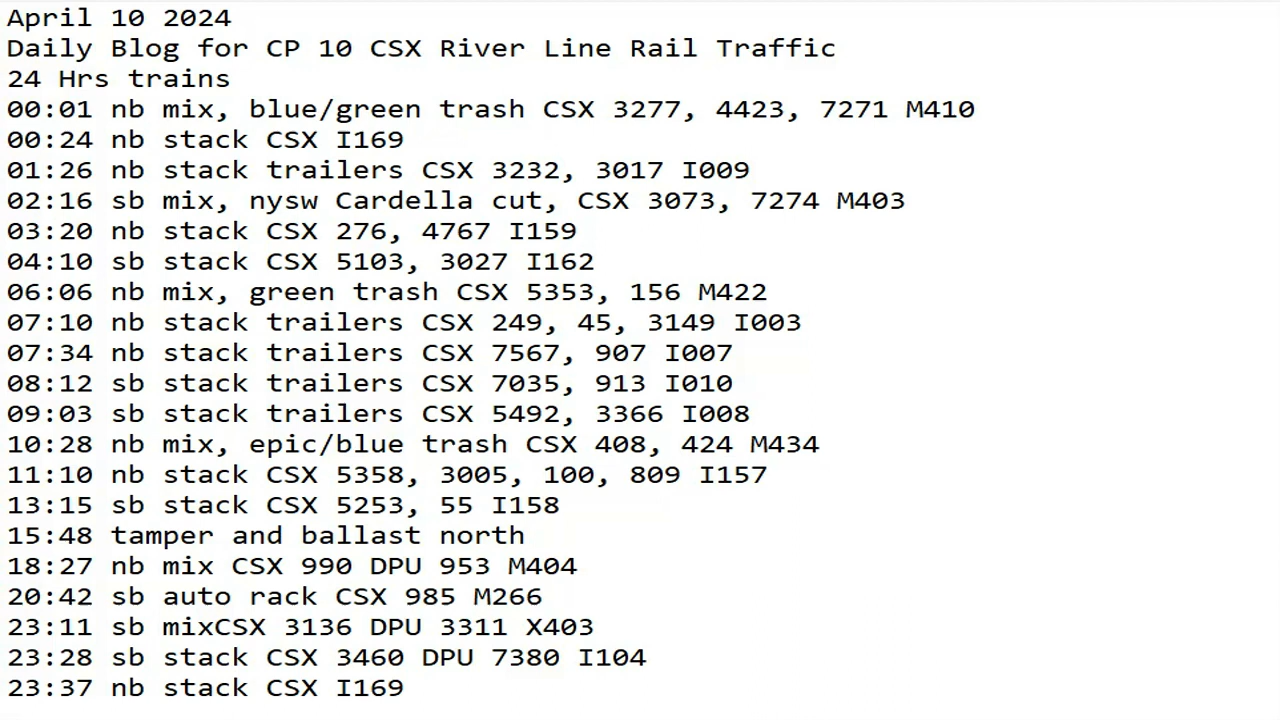 April 10 2024
Daily Blog for CP 10 CSX River Line Rail Traffic
24 Hrs trains
00:01 nb mix, blue/green trash CSX 3277, 4423, 7271 M410
00:24 nb stack CSX I169
01:26 nb stack trailers CSX 3232, 3017 I009
02:16 sb mix, nysw Cardella cut, CSX 3073, 7274 M403
03:20 nb stack CSX 276, 4767 I159
04:10 sb stack CSX 5103, 3027 I162
06:06 nb mix, green trash CSX 5353, 156 M422
07:10 nb stack trailers CSX 249, 45, 3149 I003
07:34 nb stack trailers CSX 7567, 907 I007
08:12 sb stack trailers CSX 7035, 913 I010
09:03 sb stack trailers CSX 5492, 3366 I008
10:28 nb mix, epic/blue trash CSX 408, 424 M434
11:10 nb stack CSX 5358, 3005, 100, 809 I157
13:15 sb stack CSX 5253, 55 I158
15:48 tamper and ballast north
18:27 nb mix CSX 990 DPU 953 M404
20:42 sb auto rack CSX 985 M266
23:11 sb mixCSX 3136 DPU 3311 X403
23:28 sb stack CSX 3460 DPU 7380 I104
23:37 nb stack CSX I169